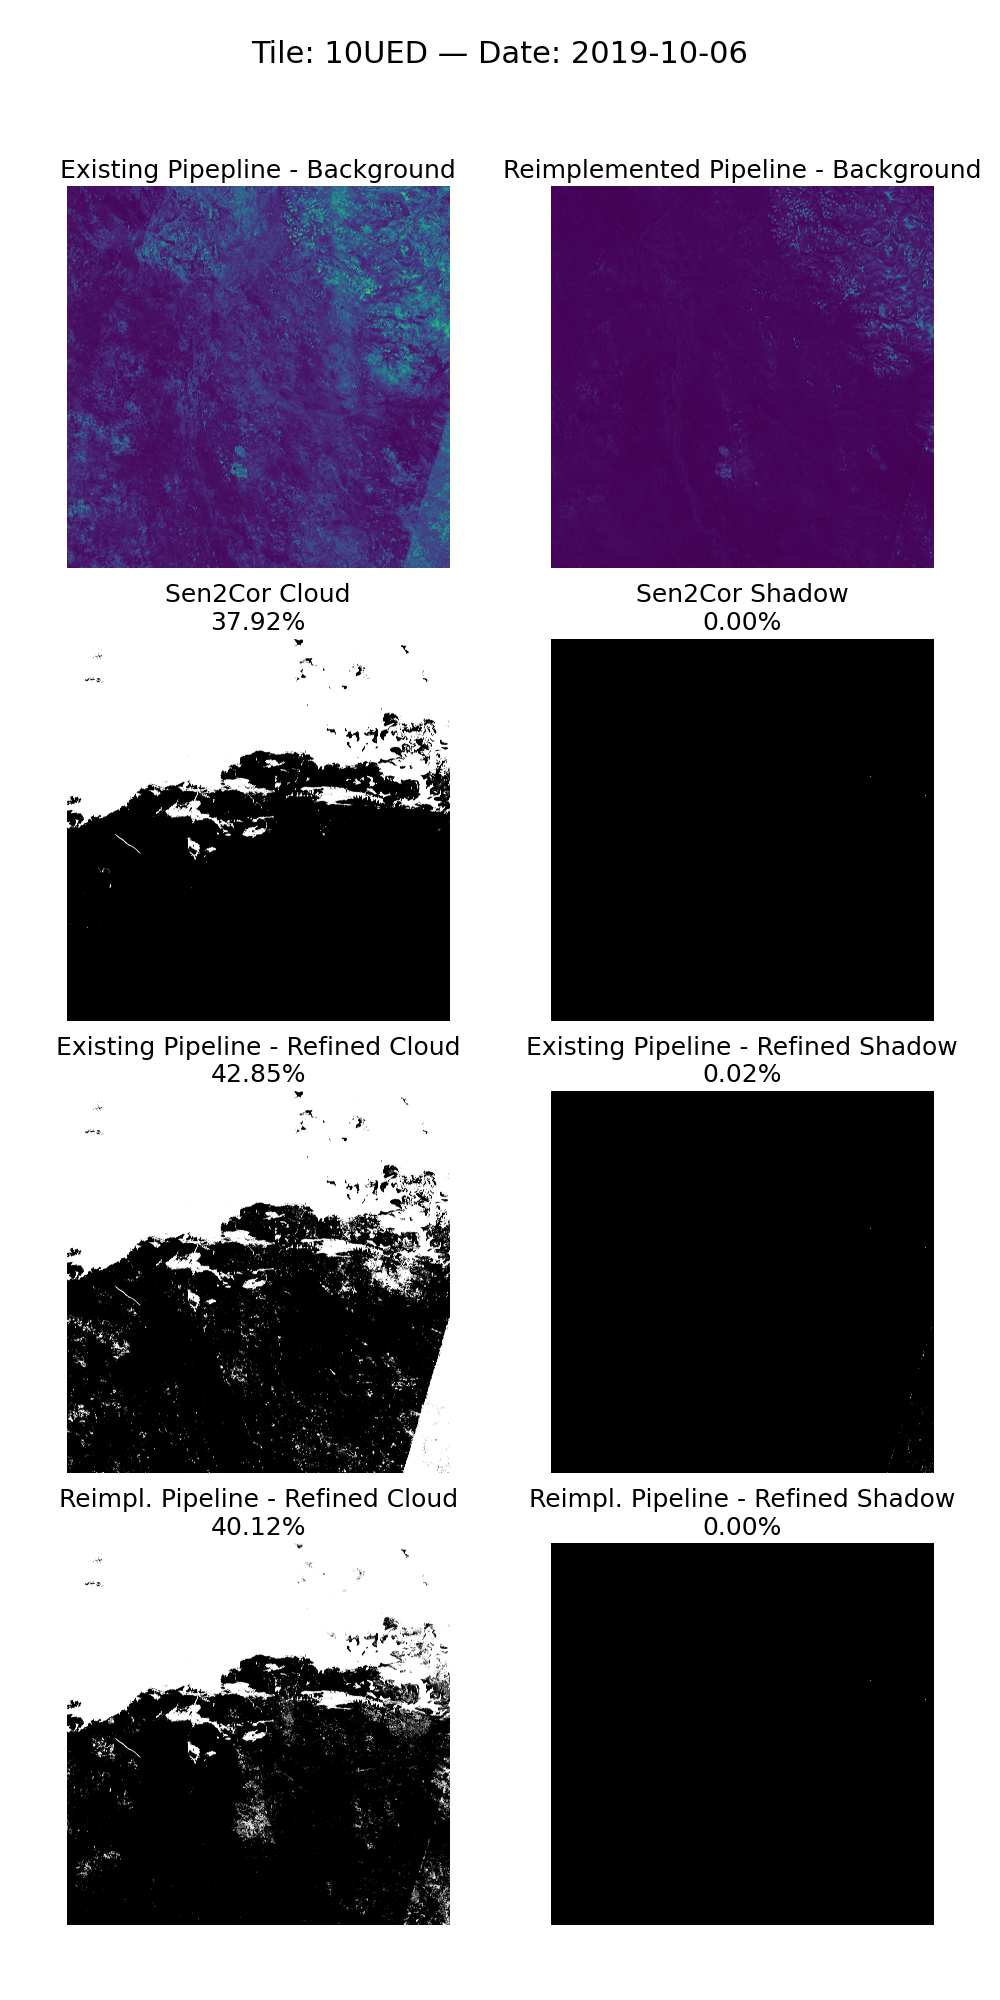 Tile: 10UED — Date: 2019-10-06
Existing Pipepline - Background
Reimplemented Pipeline - Background
Sen2Cor Cloud
37.92%
Sen2Cor Shadow
0.00%
Existing Pipeline - Refined Cloud
42.85%
Existing Pipeline - Refined Shadow
0.02%
Reimpl. Pipeline - Refined Cloud
40.12%
Reimpl. Pipeline - Refined Shadow
0.00%